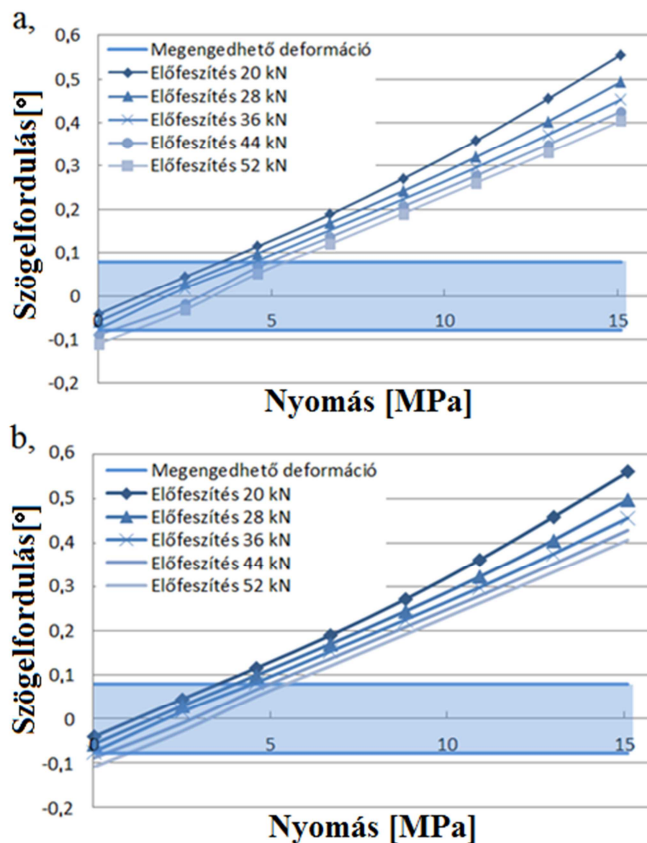 a,
0,6
0,5
0,4
0,3
0,2
0,1
0
-0,1
-0,2
Szögelfordulás[°]
Megengedhető deformáció
Előfeszítés 20 kN
Előfeszítés 28 kN
Előfeszítés 36 kN
Előfeszítés 44 kN
Előfeszítés 52 kN
0 5 10 15
Nyomás [MPa]
b,
0,6
0,5
0,4
0,3
0,2
0,1
0
-0,1
-0,2
Szögelfordulás[°]
Megengedhető deformáció
Előfeszítés 20 kN
Előfeszítés 28 kN
Előfeszítés 36 kN
Előfeszítés 44 kN
Előfeszítés 52 kN
0 5 10 15
Nyomás [MPa]